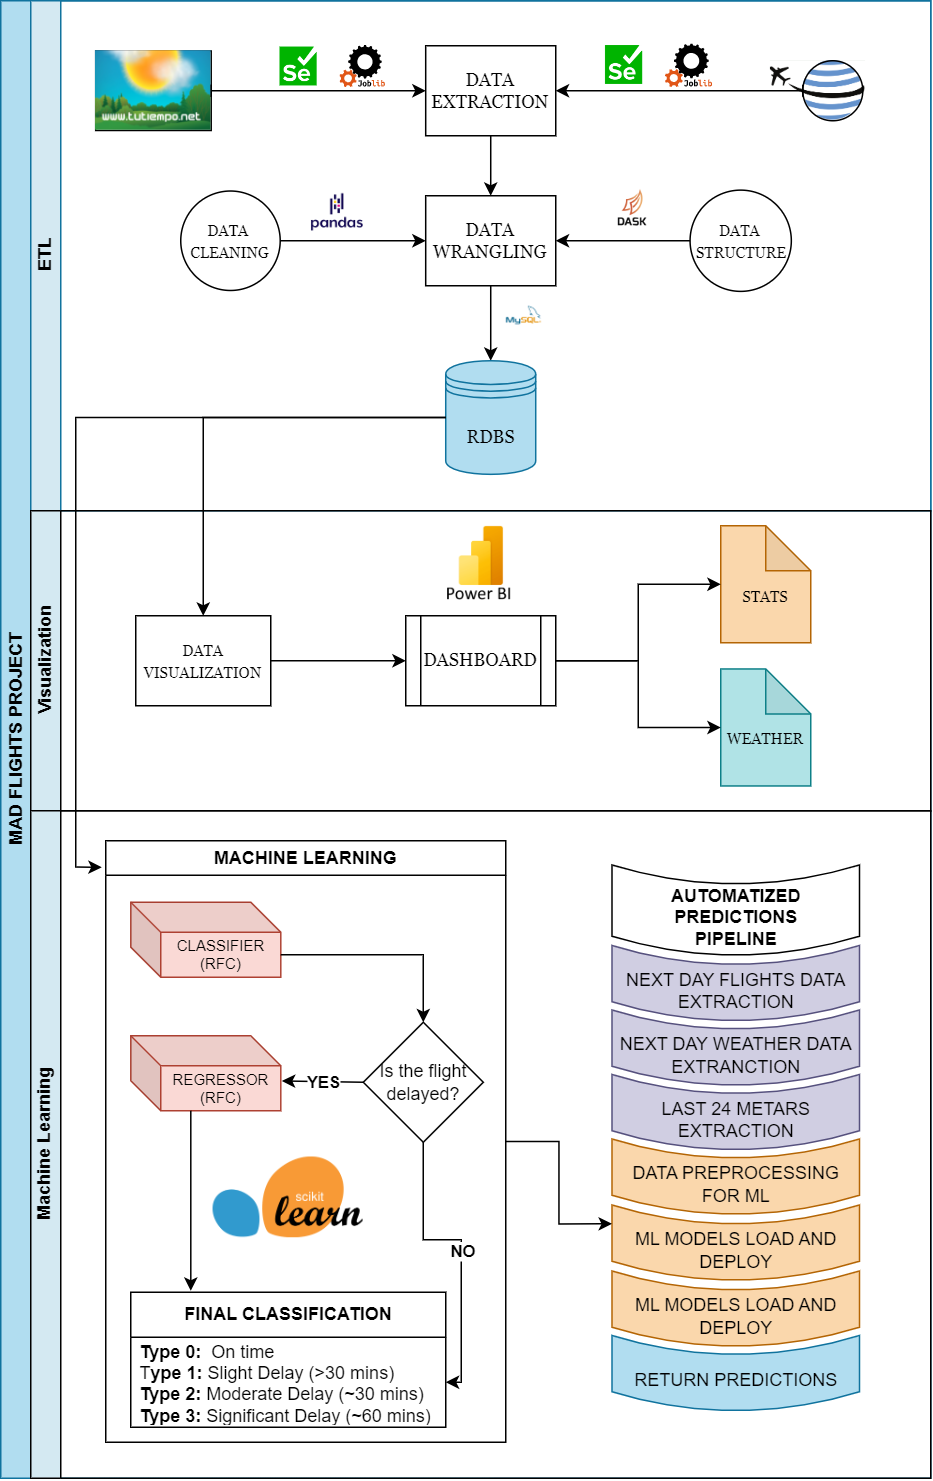 MAD FLIGHTS PROJECT
ETL
www.tutiempo.net
Se
Joblib
DATA
EXTRACTION
Se
Joblib
DATA
CLEANING
pandas
DATA
WRANGLING
DASK
DATA
STRUCTURE
MySQL
RDBS
Visualization
DATA
VISUALIZATION
Power BI
DASHBOARD
STATS
WEATHER
Machine Learning
MACHINE LEARNING
CLASSIFIER
(RFC)
Is the flight
delayed?
YES
REGRESSOR
(RFC)
scikit
learn
NO
FINAL CLASSIFICATION
Type 0: On time
Type 1: Slight Delay (>30 mins)
Type 2: Moderate Delay (~30 mins)
Type 3: Significant Delay (~60 mins)
AUTOMATIZED
PREDICTIONS
PIPELINE
NEXT DAY FLIGHTS DATA
EXTRACTION
NEXT DAY WEATHER DATA
EXTRANCTION
LAST 24 METARS
EXTRACTION
DATA PREPROCESSING
FOR ML
ML MODELS LOAD AND
DEPLOY
ML MODELS LOAD AND
DEPLOY
RETURN PREDICTIONS